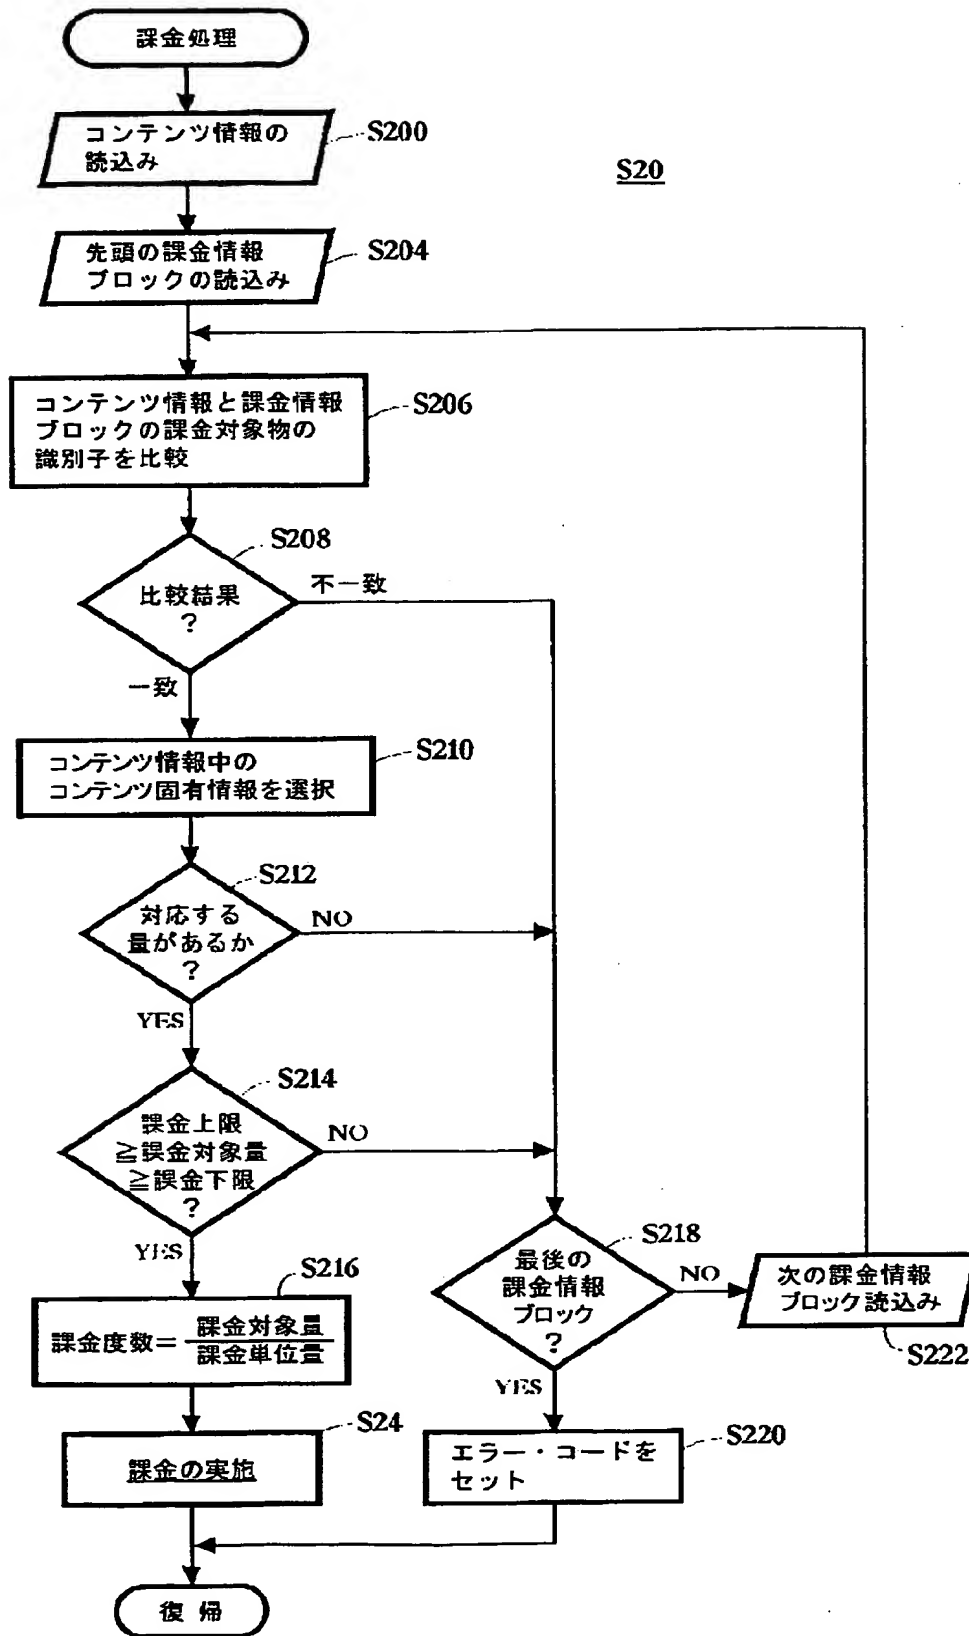 課金処理
コンテンツ情報の
読込み
S200
S20
先頭の課金情報
ブロックの読込み
S204
コンテンツ情報と課金情報
ブロックの課金対象物の
識別子を比較
S206
S208
比較結果
?
不一致
一致
コンテンツ情報中の
コンテンツ固有情報を選択
S210
S212
対応する
量があるか
?
NO
YES
S214
課金上限
≧課金対象量
≧課金下限
?
NO
YES
S216
課金度数=課金対象量
課金単位量
S218
最後の
課金情報
ブロック
?
NO
YES
次の課金情報
ブロック読込み
S222
S24
課金の実施
エラー・コードを
セット
S220
復帰